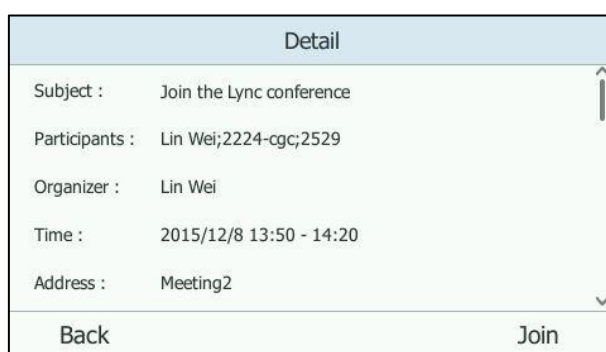 Detail
Subject : Join the Lync conference
Participants : Lin Wei;2224-cgc;2529
Organizer : Lin Wei
Time : 2015/12/8 13:50 - 14:20
Address : Meeting2
Back Join